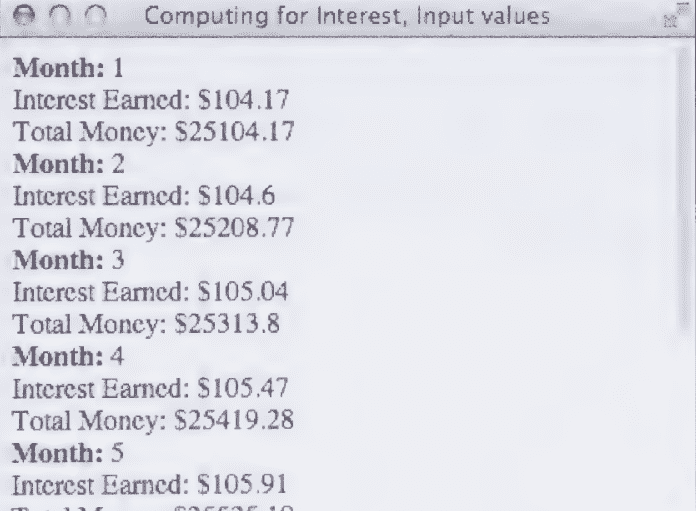 Computing for Interest, Input values
Month: 1
Interest Earned: $104.17
Total Money: $25104.17
Month: 2
Interest Earned: $104.6
Total Money: $25208.77
Month: 3
Interest Earned: $105.04
Total Money: $25313.8
Month: 4
Interest Earned: $105.47
Total Money: $25419.28
Month: 5
Interest Earned: $105.91